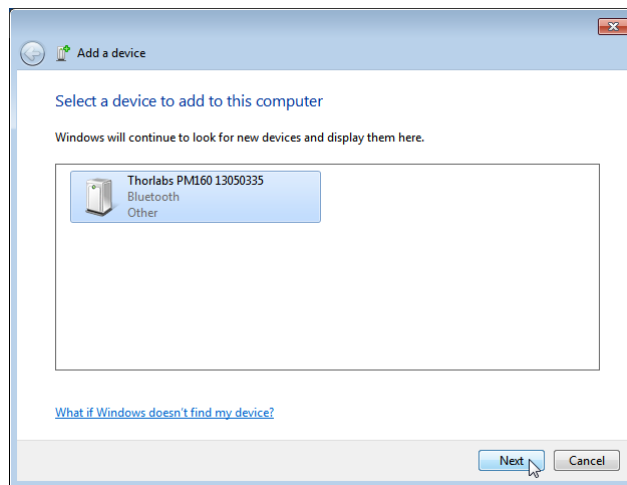 Add a device
Select a device to add to this computer
Windows will continue to look for new devices and display them here.
Thorlabs PM160 13050335
Bluetooth
Other
What if Windows doesn't find my device?
Next
Cancel